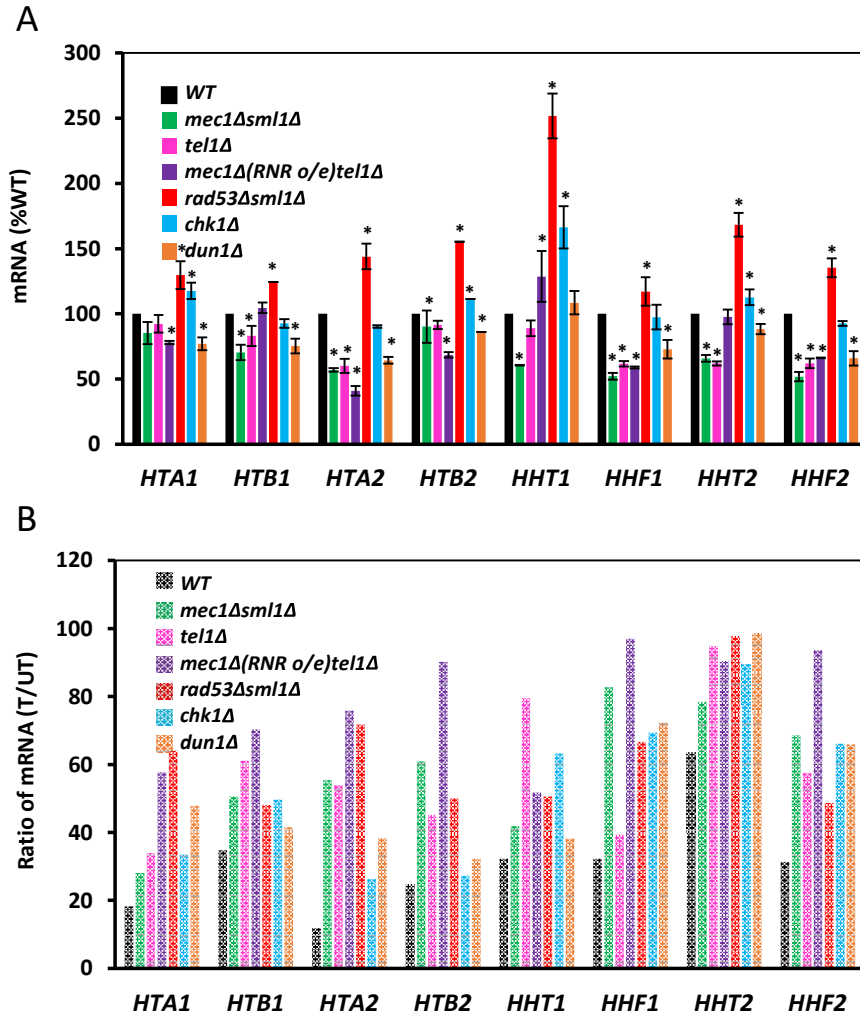 A
mRNA (%WT)
300
250
200
150
100
50
0
WT
mec1Δsml1Δ
tel1Δ
mec1Δ(RNR o/e)tel1Δ
rad53Δsml1Δ
chk1Δ
dun1Δ
* * * * * * * * * * * * * * * * * * * * * * * * * * * * * * * * * * *
HTA1 HTB1 HTA2 HTB2 HHT1 HHF1 HHT2 HHF2
B
Ratio of mRNA (T/UT)
120
100
80
60
40
20
0
WT
mec1Δsml1Δ
tel1Δ
mec1Δ(RNR o/e)tel1Δ
rad53Δsml1Δ
chk1Δ
dun1Δ
HTA1 HTB1 HTA2 HTB2 HHT1 HHF1 HHT2 HHF2